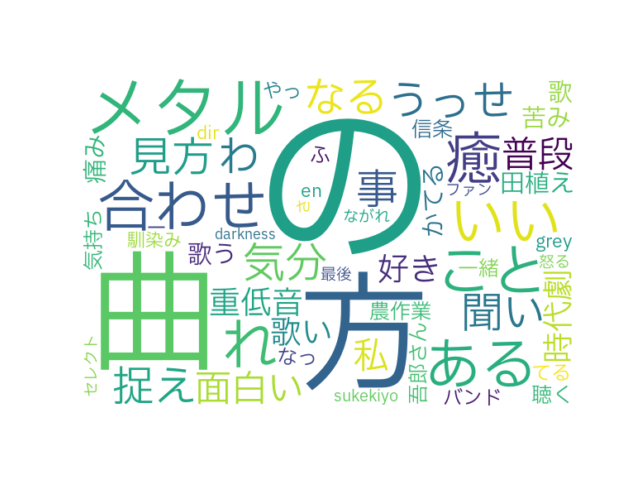 メタル
なる
やっ
うっせ
歌
dir
信条
苦み
痛み
見方
わ
ふ
の
癒
普段
合わせ
en
事
かてる
ファン
田植え
ながれ
いい
気持ち
馴染み
darkness
歌う
気分
好き
こと
一緒
grey
怒る
曲
方
最後
聞い
時代劇
重低音
れ
歌い
農作業
私
ある
なっ
吾郎さん
てる
セレクト
捉え
面白い
sukekiyo
バンド
聴く